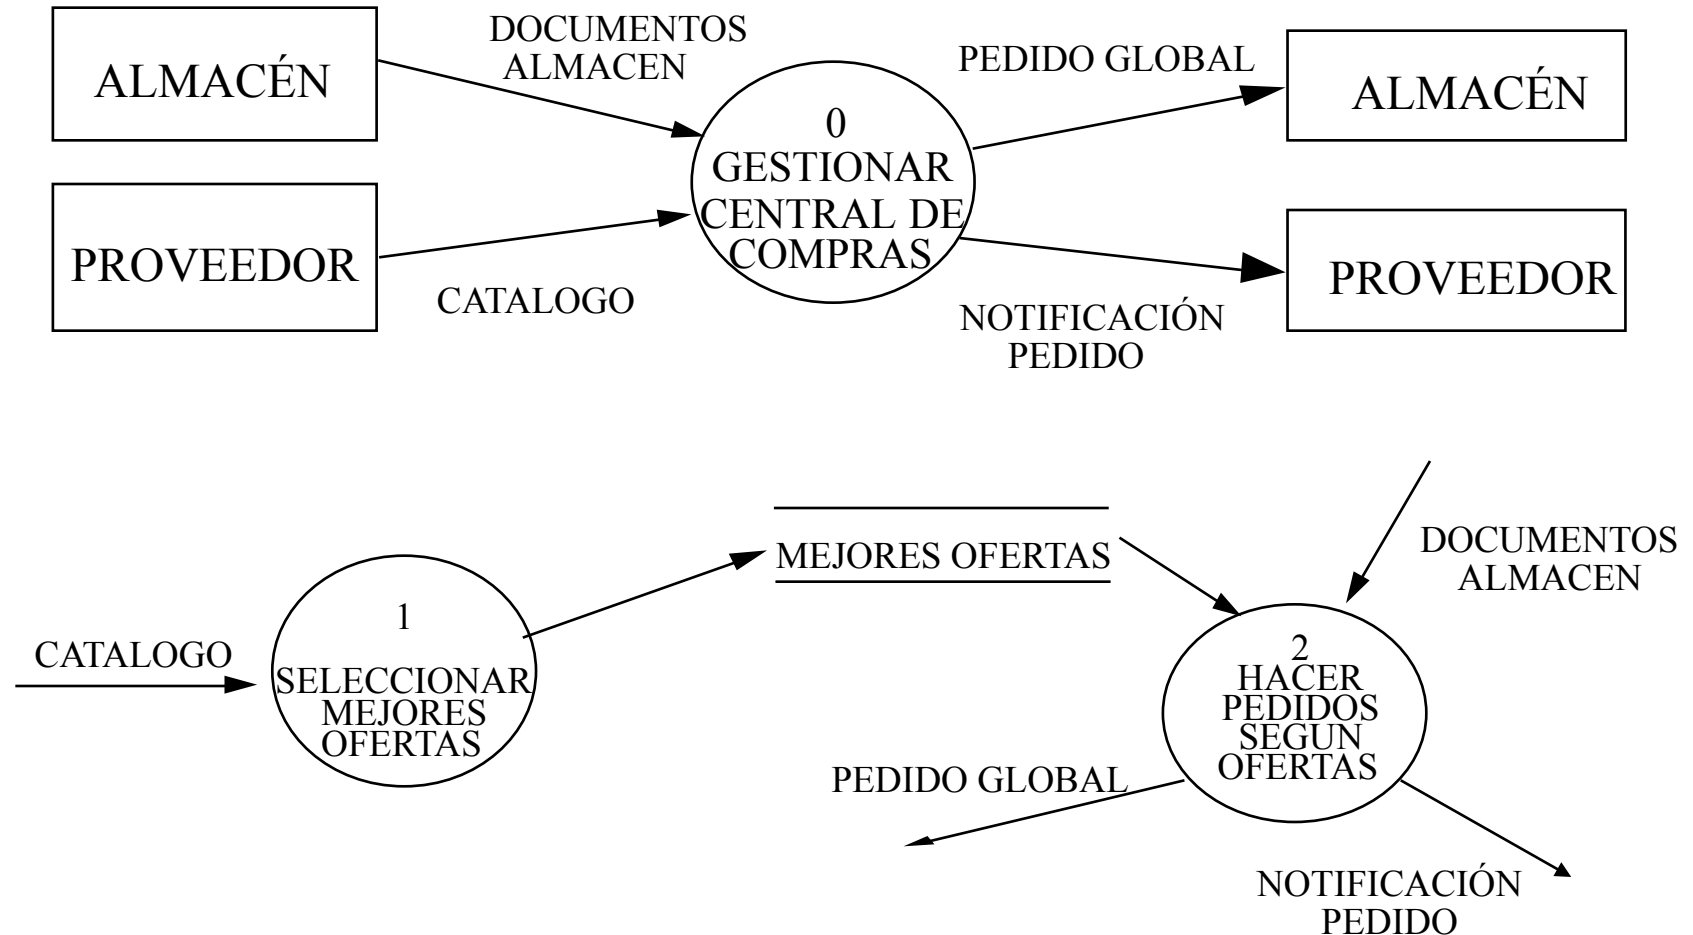 ALMACÉN
DOCUMENTOS
ALMACEN
PEDIDO GLOBAL
ALMACÉN
0
GESTIONAR
CENTRAL DE
COMPRAS
PROVEEDOR
CATALOGO
PROVEEDOR
NOTIFICACIÓN
PEDIDO
CATALOGO
1
SELECCIONAR
MEJORES
OFERTAS
MEJORES OFERTAS
DOCUMENTOS
ALMACEN
2
HACER
PEDIDOS
SEGUN
OFERTAS
PEDIDO GLOBAL
NOTIFICACIÓN
PEDIDO